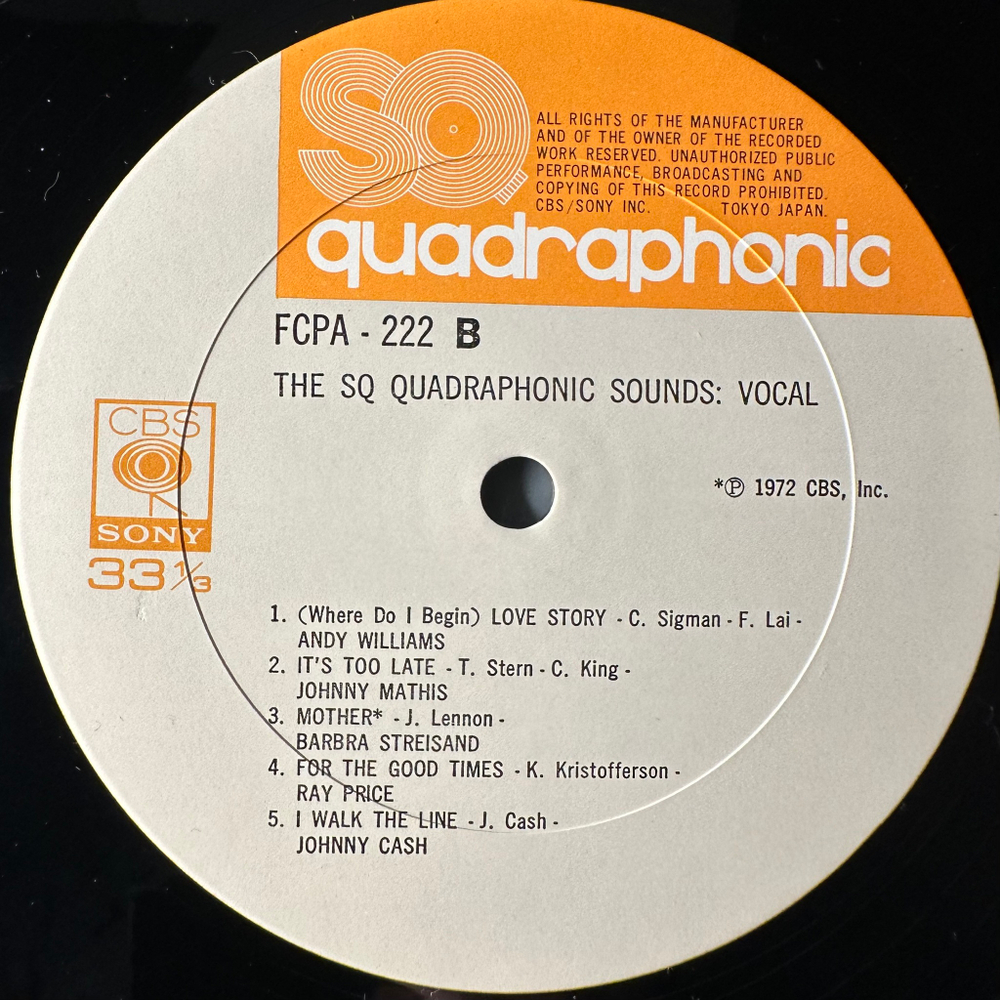 SQ
ALL RIGHTS OF THE MANUFACTURER
AND OF THE OWNER OF THE RECORDED
WORK RESERVED. UNAUTHORIZED PUBLIC
PERFORMANCE, BROADCASTING AND
COPYING OF THIS RECORD PROHIBITED.
CBS/SONY INC. TOKYO JAPAN.
quadraphonic
FCPA - 222 B
THE SQ QUADRAPHONIC SOUNDS: VOCAL
CBS
SONY
33 1/3
*℗ 1972 CBS, Inc.
1. (Where Do I Begin) LOVE STORY - C. Sigman - F. Lai -
ANDY WILLIAMS
2. IT'S TOO LATE - T. Stern - C. King -
JOHNNY MATHIS
3. MOTHER* - J. Lennon -
BARBRA STREISAND
4. FOR THE GOOD TIMES - K. Kristofferson -
RAY PRICE
5. I WALK THE LINE - J. Cash -
JOHNNY CASH